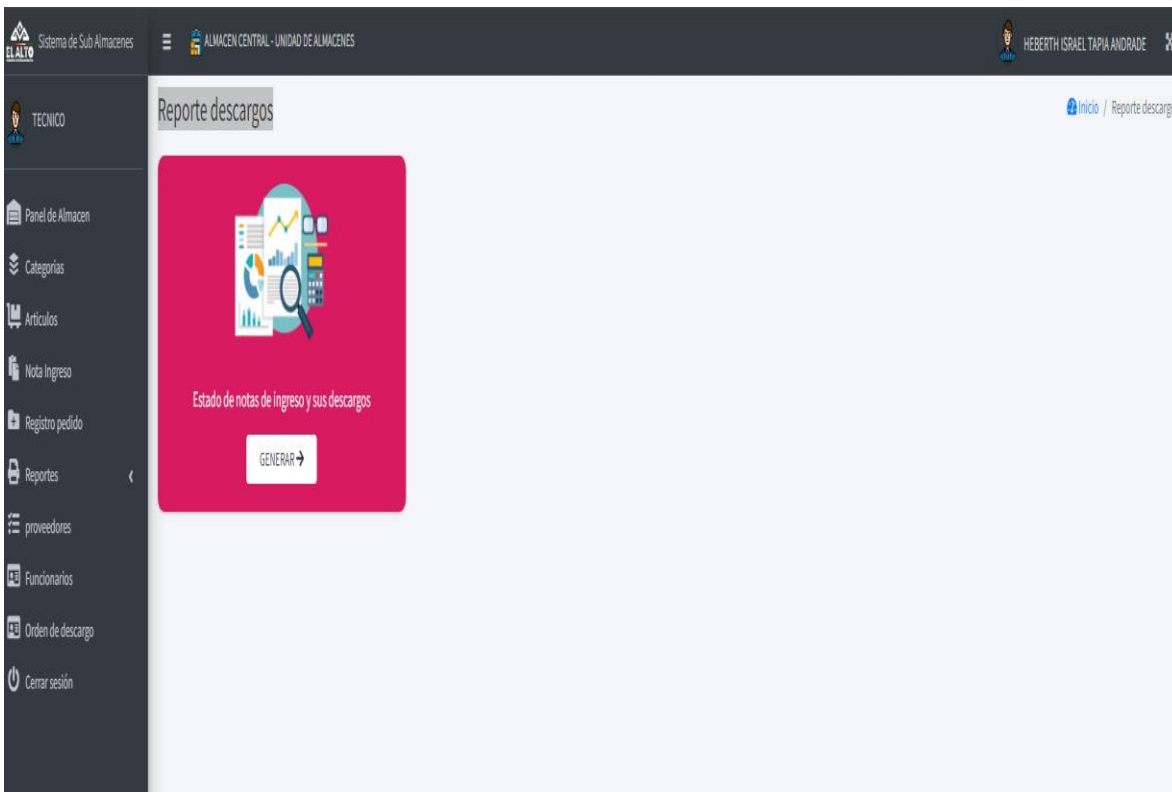 EL ALTO
Sistema de Sub Almacenes
ALMACEN CENTRAL - UNIDAD DE ALMACENES
HEBERTH ISRAEL TAPIA ANDRADE
TECNICO
Reporte descargos
Inicio / Reporte descarg
Panel de Almacen
Categorias
Articulos
Nota Ingreso
Registro pedido
Reportes
proveedores
Funcionarios
Orden de descargo
Cerrar sesión
Estado de notas de ingreso y sus descargos
GENERAR→